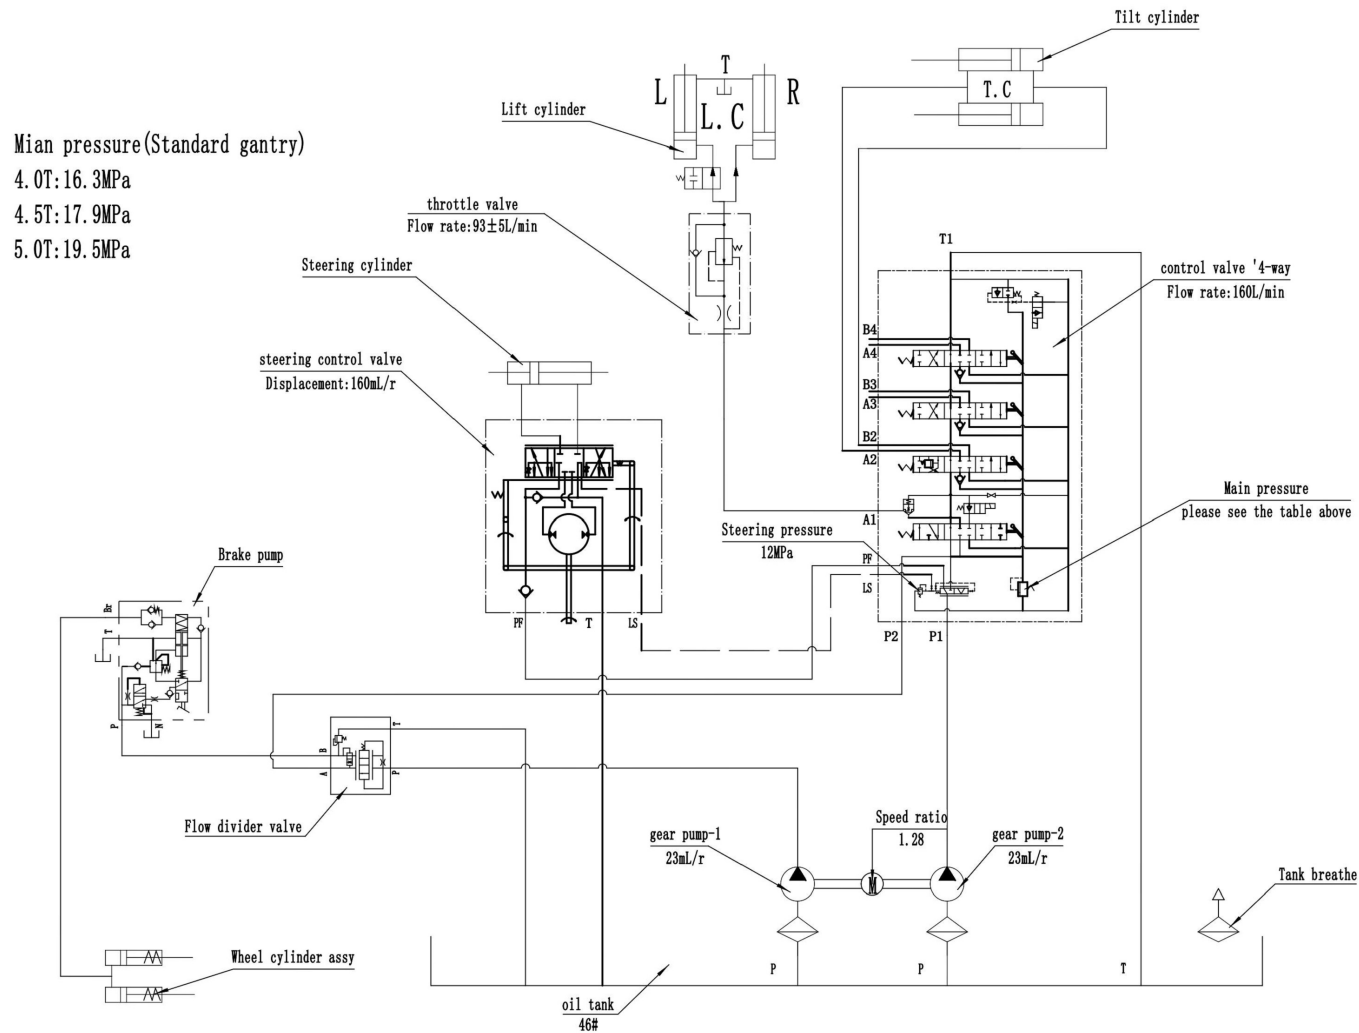 Tilt cylinder
T
L
R
T.C
L.C
Lift cylinder
Mian pressure(Standard gantry)
4.0T:16.3MPa
4.5T:17.9MPa
5.0T:19.5MPa
throttle valve
Flow rate:93±5L/min
T1
Steering cylinder
control valve '4-way
Flow rate:160L/min
B4
A4
steering control valve
Displacement:160mL/r
B3
A3
B2
A2
Main pressure
please see the table above
A1
Steering pressure
12MPa
Brake pump
PF
LS
Br
T
PF
T
LS
P2
P1
P
N
B
T
A
P
Flow divider valve
Speed ratio
1.28
gear pump-1
23mL/r
gear pump-2
23mL/r
M
Tank breathe
Wheel cylinder assy
P
P
T
oil tank
46#